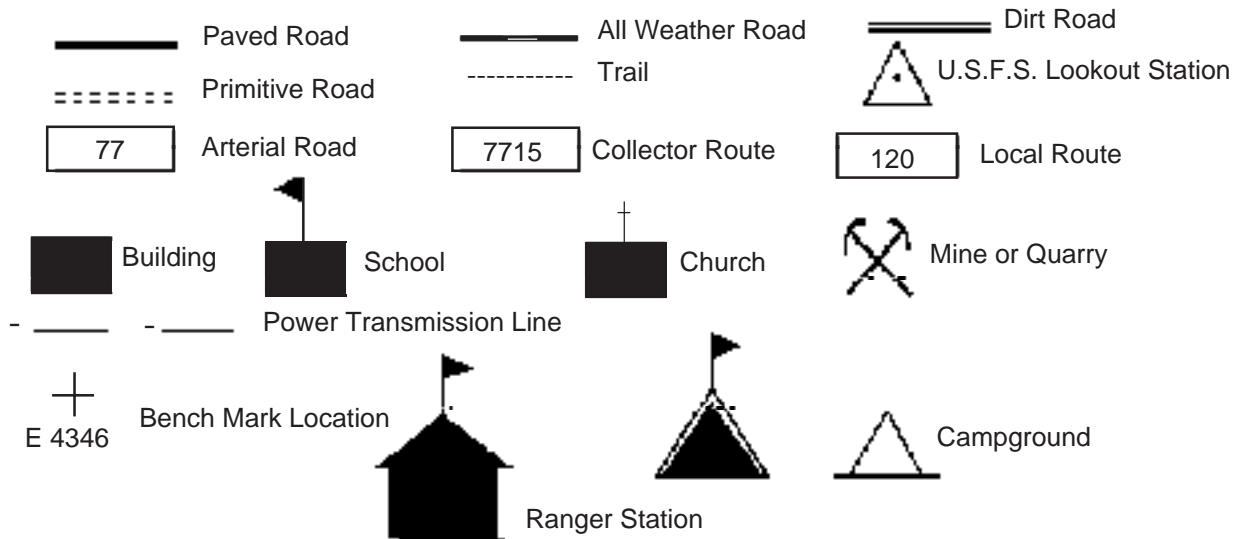 Paved Road
All Weather Road
Dirt Road
Primitive Road
Trail
U.S.F.S. Lookout Station
77
Arterial Road
7715
Collector Route
120
Local Route
Building
School
Church
Mine or Quarry
Power Transmission Line
E 4346
Bench Mark Location
Ranger Station
Campground